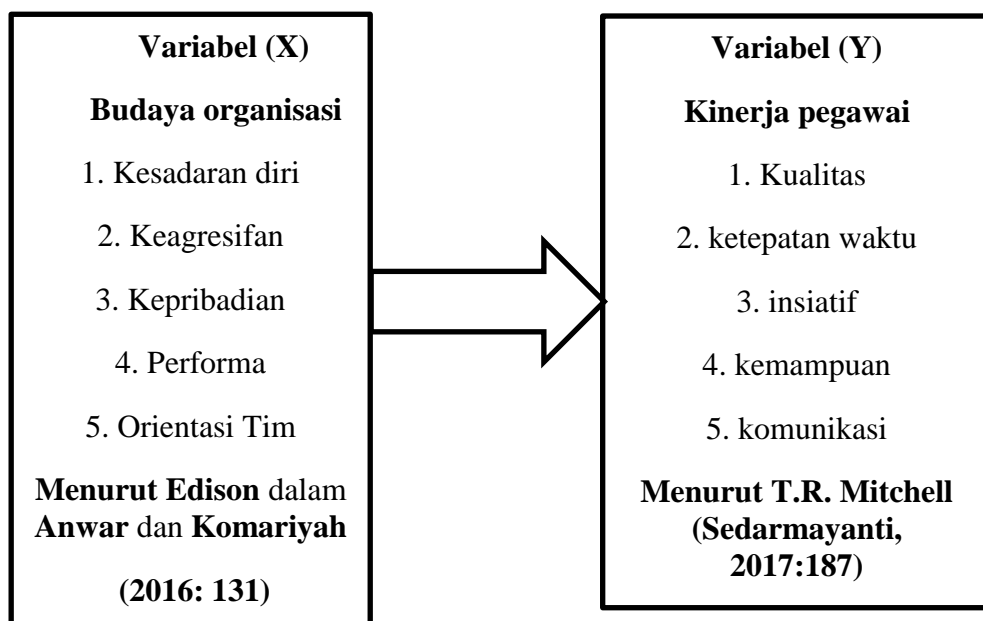 Variabel (X)
Budaya organisasi
1. Kesadaran diri
2. Keagresifan
3. Kepribadian
4. Performa
5. Orientasi Tim
Menurut Edison dalam
Anwar dan Komariyah
(2016: 131)
Variabel (Y)
Kinerja pegawai
1. Kualitas
2. ketepatan waktu
3. insiatif
4. kemampuan
5. komunikasi
Menurut T.R. Mitchell
(Sedarmayanti,
2017:187)